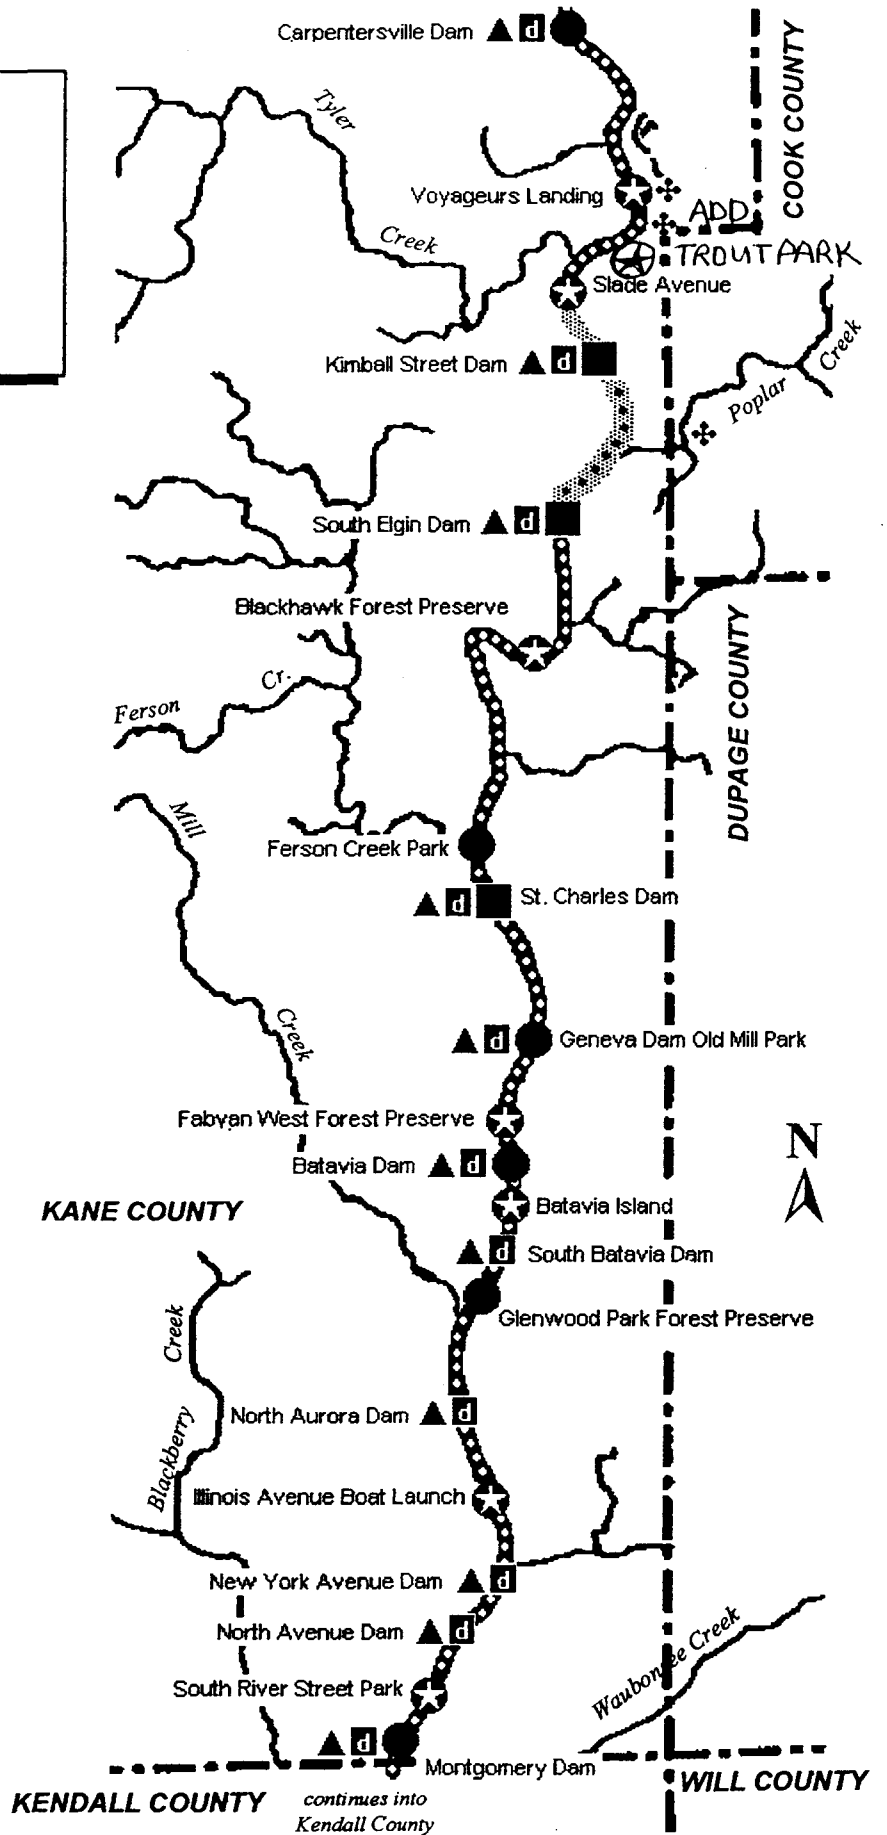 Carpentersville Dam
d
COOK COUNTY
Tyler
Creek
Voyageurs Landing
ADD
TROUT PARK
Slade Avenue
Kimball Street Dam
d
Poplar
Creek
South Elgin Dam
d
Blackhawk Forest Preserve
DUPAGE COUNTY
Ferson
Cr.
Mill
Creek
Ferson Creek Park
d
St. Charles Dam
d
Geneva Dam Old Mill Park
Fabyan West Forest Preserve
N
Batavia Dam
d
KANE COUNTY
Batavia Island
d
South Batavia Dam
Glenwood Park Forest Preserve
Creek
Blackberry
North Aurora Dam
d
Illinois Avenue Boat Launch
New York Avenue Dam
d
North Avenue Dam
d
Waubonsee Creek
South River Street Park
d
Montgomery Dam
KENDALL COUNTY
WILL COUNTY
continues into
Kendall County